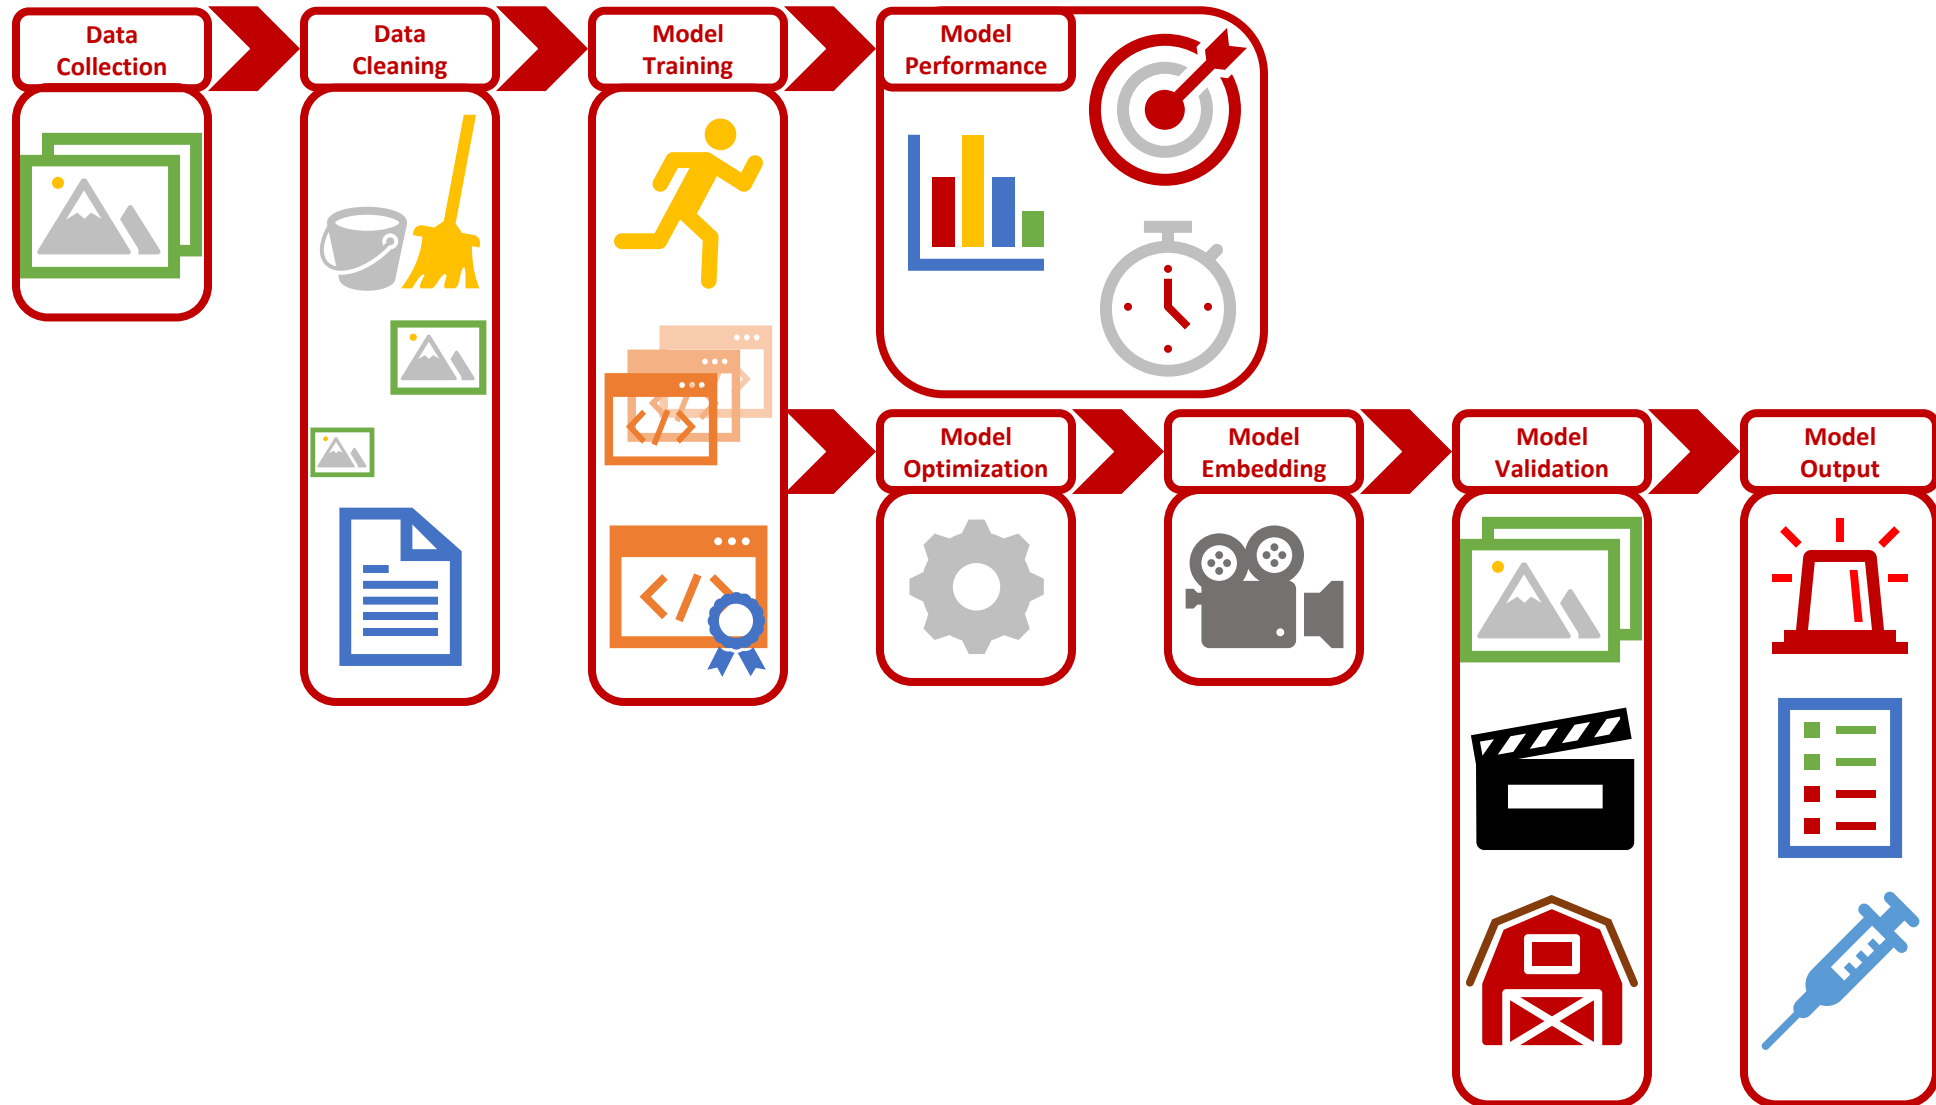 Data
Collection
Data
Cleaning
Model
Training
Model
Performance
Model
Optimization
Model
Embedding
Model
Validation
Model
Output